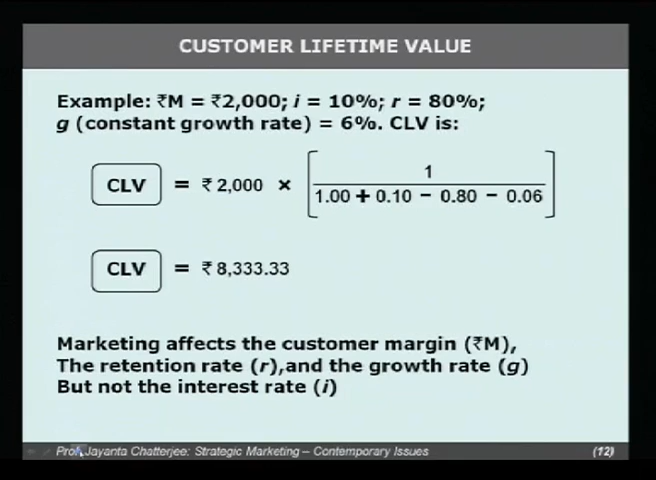 CUSTOMER LIFETIME VALUE
Example: ₹M = ₹2,000; i = 10%; r = 80%;
g (constant growth rate) = 6%. CLV is:
CLV = ₹ 2,000 × [ 1
1.00 + 0.10 − 0.80 − 0.06 ]
CLV = ₹ 8,333.33
Marketing affects the customer margin (₹M),
The retention rate (r),and the growth rate (g)
But not the interest rate (i)
Prof. Jayanta Chatterjee: Strategic Marketing – Contemporary Issues (12)